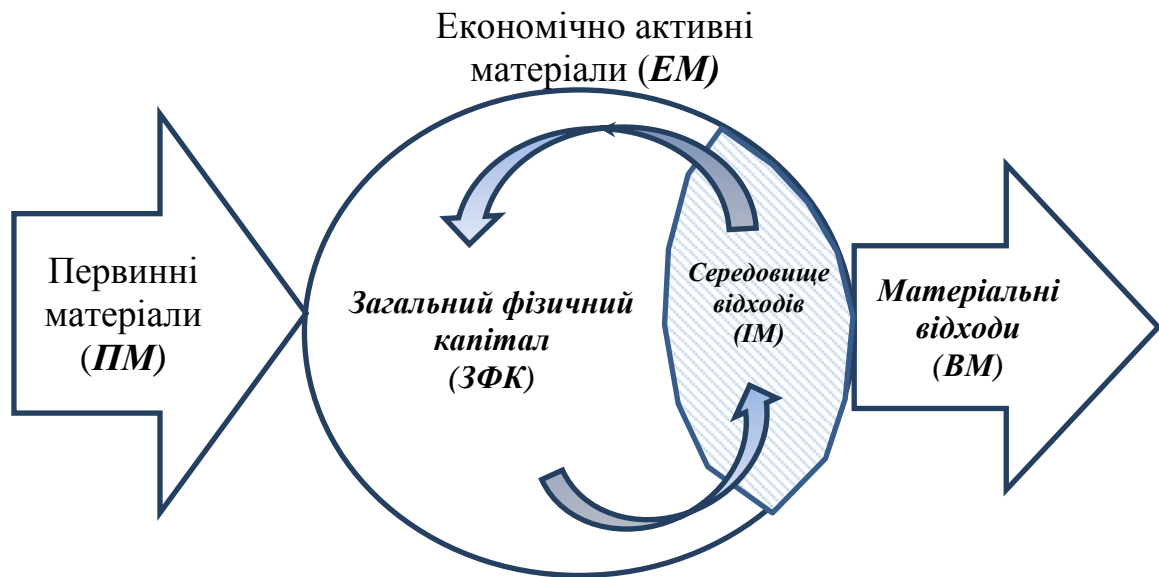 Економічно активні
матеріали (ЕМ)
Первинні
матеріали
(ПМ)
Загальний фізичний
капітал
(ЗФК)
Середовище
відходів
(ІМ)
Матеріальні
відходи
(ВМ)